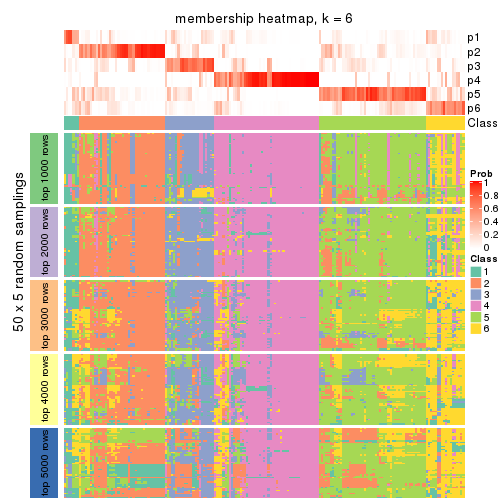 membership heatmap, k = 6
p1
p2
p3
p4
p5
p6
Class
50 x 5 random samplings
top 1000 rows
top 2000 rows
top 3000 rows
top 4000 rows
top 5000 rows
Prob
1
0.8
0.6
0.4
0.2
0
Class
1
2
3
4
5
6